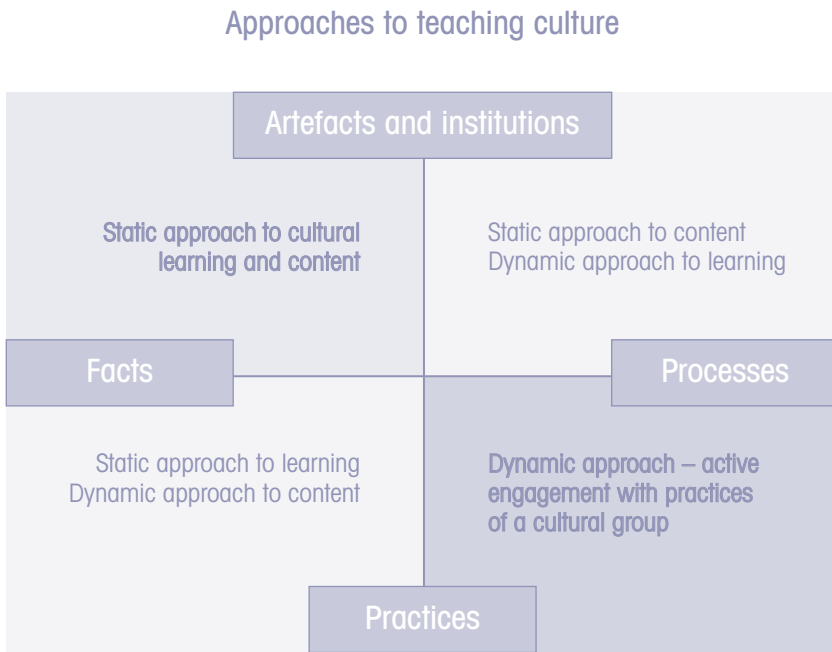 Approaches to teaching culture
Artefacts and institutions
Static approach to cultural
learning and content
Static approach to content
Dynamic approach to learning
Facts
Processes
Static approach to learning
Dynamic approach to content
Dynamic approach – active
engagement with practices
of a cultural group
Practices